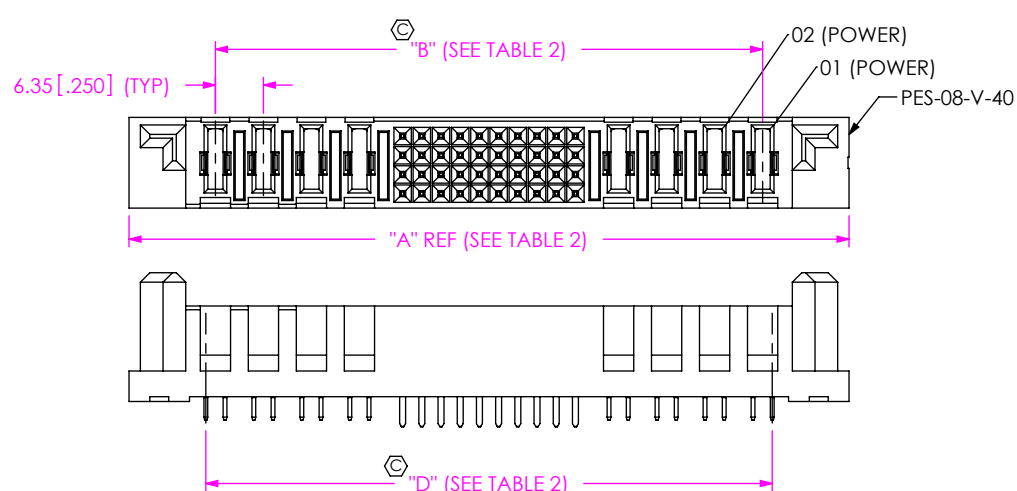 C
"B" (SEE TABLE 2)
02 (POWER)
6.35 [.250] (TYP)
01 (POWER)
PES-08-V-40
"A" REF (SEE TABLE 2)
C
"D" (SEE TABLE 2)